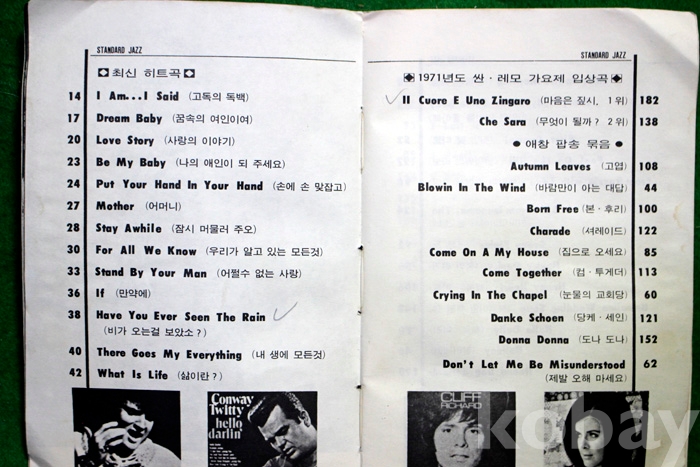 STANDARD JAZZ
최신 히트곡
14 I Am...I Said (고독의 독백)
17 Dream Baby (꿈속의 여인이여)
20 Love Story (사랑의 이야기)
23 Be My Baby (나의 애인이 되 주세요)
24 Put Your Hand In Your Hand (손에 손 맞잡고)
27 Mother (어머니)
28 Stay Awhile (잠시 머물러 주오)
30 For All We Know (우리가 알고 있는 모든것)
33 Stand By Your Man (어쩔수 없는 사랑)
36 If (만약에)
38 Have You Ever Seen The Rain
(비가 오는걸 보았소?)
40 There Goes My Everything (내 생에 모든것)
42 What Is Life (삶이란?)
Conway
Twitty
hello
darlin'
STANDARD JAZZ
1971년도 싼·레모 가요제 입상곡
Il Cuore E Uno Zingaro (마음은 짚시. 1위) 182
Che Sara (무엇이 될까? 2위) 138
● 애창 팝송 묶음 ●
Autumn Leaves (고엽) 108
Blowin In The Wind (바람만이 아는 대답) 44
Born Free (본·후리) 100
Charade (셔레이드) 122
Come On A My House (집으로 오세요) 85
Come Together (컴·투게더) 113
Crying In The Chapel (눈물의 교회당) 60
Danke Schoen (당케·세인) 121
Donna Donna (도나 도나) 152
Don't Let Me Be Misunderstood 62
(제발 오해 마세요)
CLIFF
RICHARD
kobay